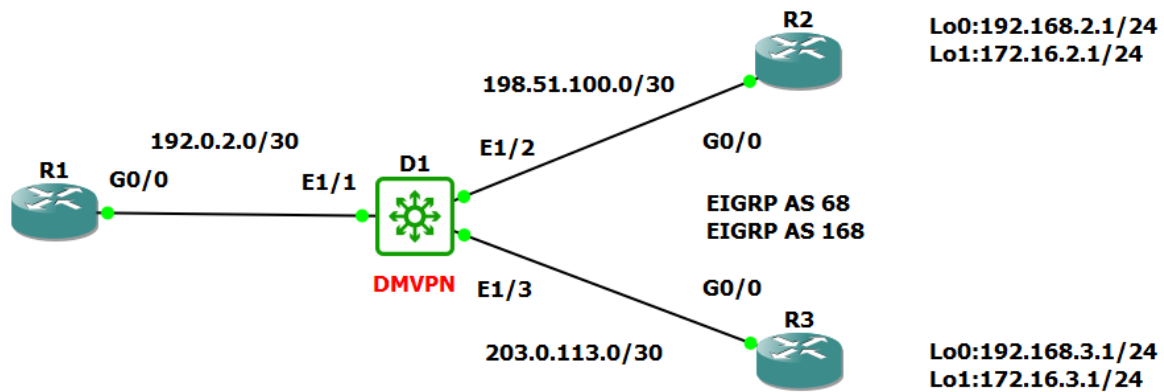 R2
Lo0:192.168.2.1/24
Lo1:172.16.2.1/24
198.51.100.0/30
192.0.2.0/30
E1/2
G0/0
R1
G0/0
E1/1
D1
EIGRP AS 68
EIGRP AS 168
DMVPN
E1/3
G0/0
R3
203.0.113.0/30
Lo0:192.168.3.1/24
Lo1:172.16.3.1/24